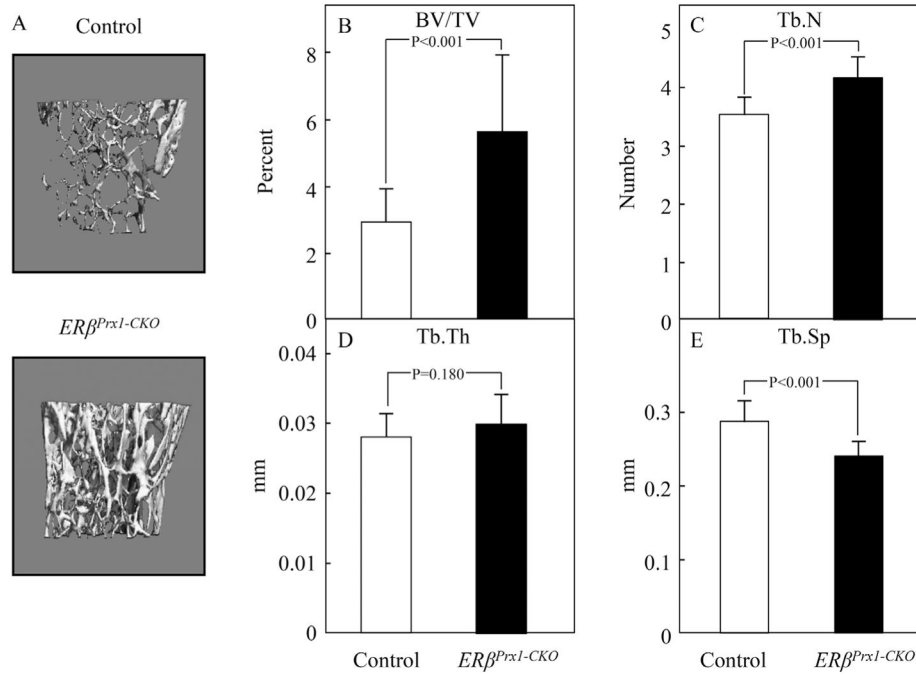 A
Control
ERβPrx1-CKO
B
BV/TV
P<0.001
8
6
4
2
0
Percent
C
Tb.N
P<0.001
5
4
3
2
1
0
Number
D
Tb.Th
P=0.180
0.04
0.03
0.02
0.01
0
mm
Control
ERβPrx1-CKO
E
Tb.Sp
P<0.001
0.3
0.2
0.1
0
mm
Control
ERβPrx1-CKO